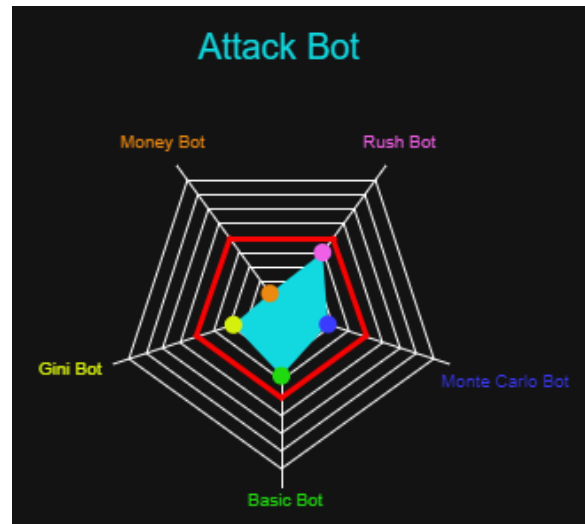 Attack Bot
Money Bot
Rush Bot
Gini Bot
Monte Carlo Bot
Basic Bot